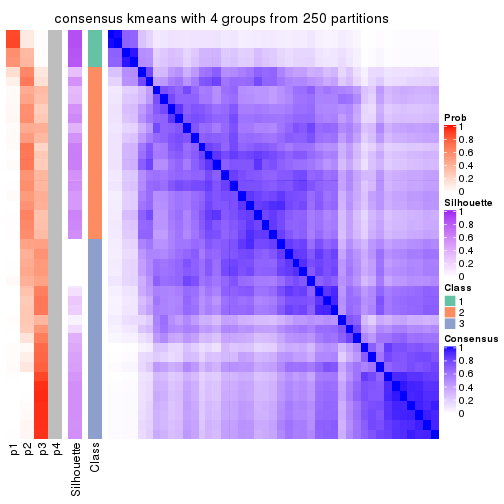 consensus kmeans with 4 groups from 250 partitions
Prob
1
0.8
0.6
0.4
0.2
0
Silhouette
1
0.8
0.6
0.4
0.2
0
Class
1
2
3
Consensus
1
0.8
0.6
0.4
0.2
0
p1
p2
p3
p4
Silhouette
Class